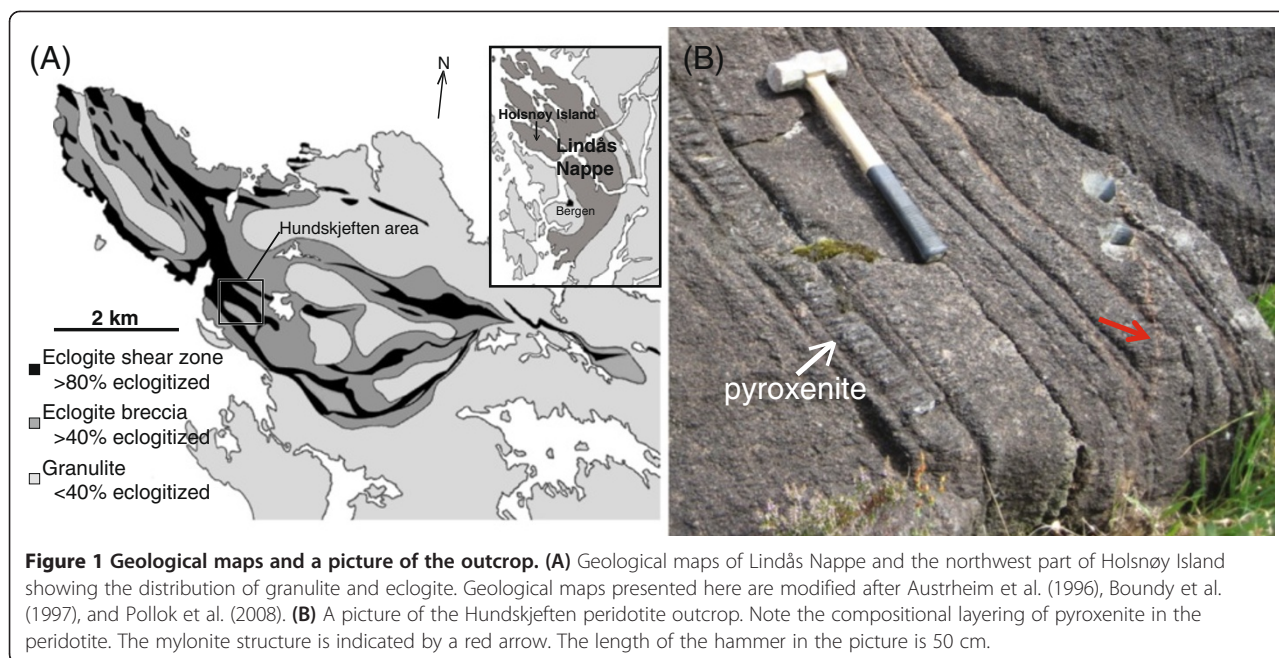 (A)
N
Holsnøy Island
Lindås
Nappe
Bergen
Hundskjeften area
2 km
Eclogite shear zone
>80% eclogitized
Eclogite breccia
>40% eclogitized
Granulite
<40% eclogitized
(B)
pyroxenite
Figure 1 Geological maps and a picture of the outcrop. (A) Geological maps of Lindås Nappe and the northwest part of Holsnøy Island
showing the distribution of granulite and eclogite. Geological maps presented here are modified after Austrheim et al. (1996), Boundy et al.
(1997), and Pollok et al. (2008). (B) A picture of the Hundskjeften peridotite outcrop. Note the compositional layering of pyroxenite in the
peridotite. The mylonite structure is indicated by a red arrow. The length of the hammer in the picture is 50 cm.